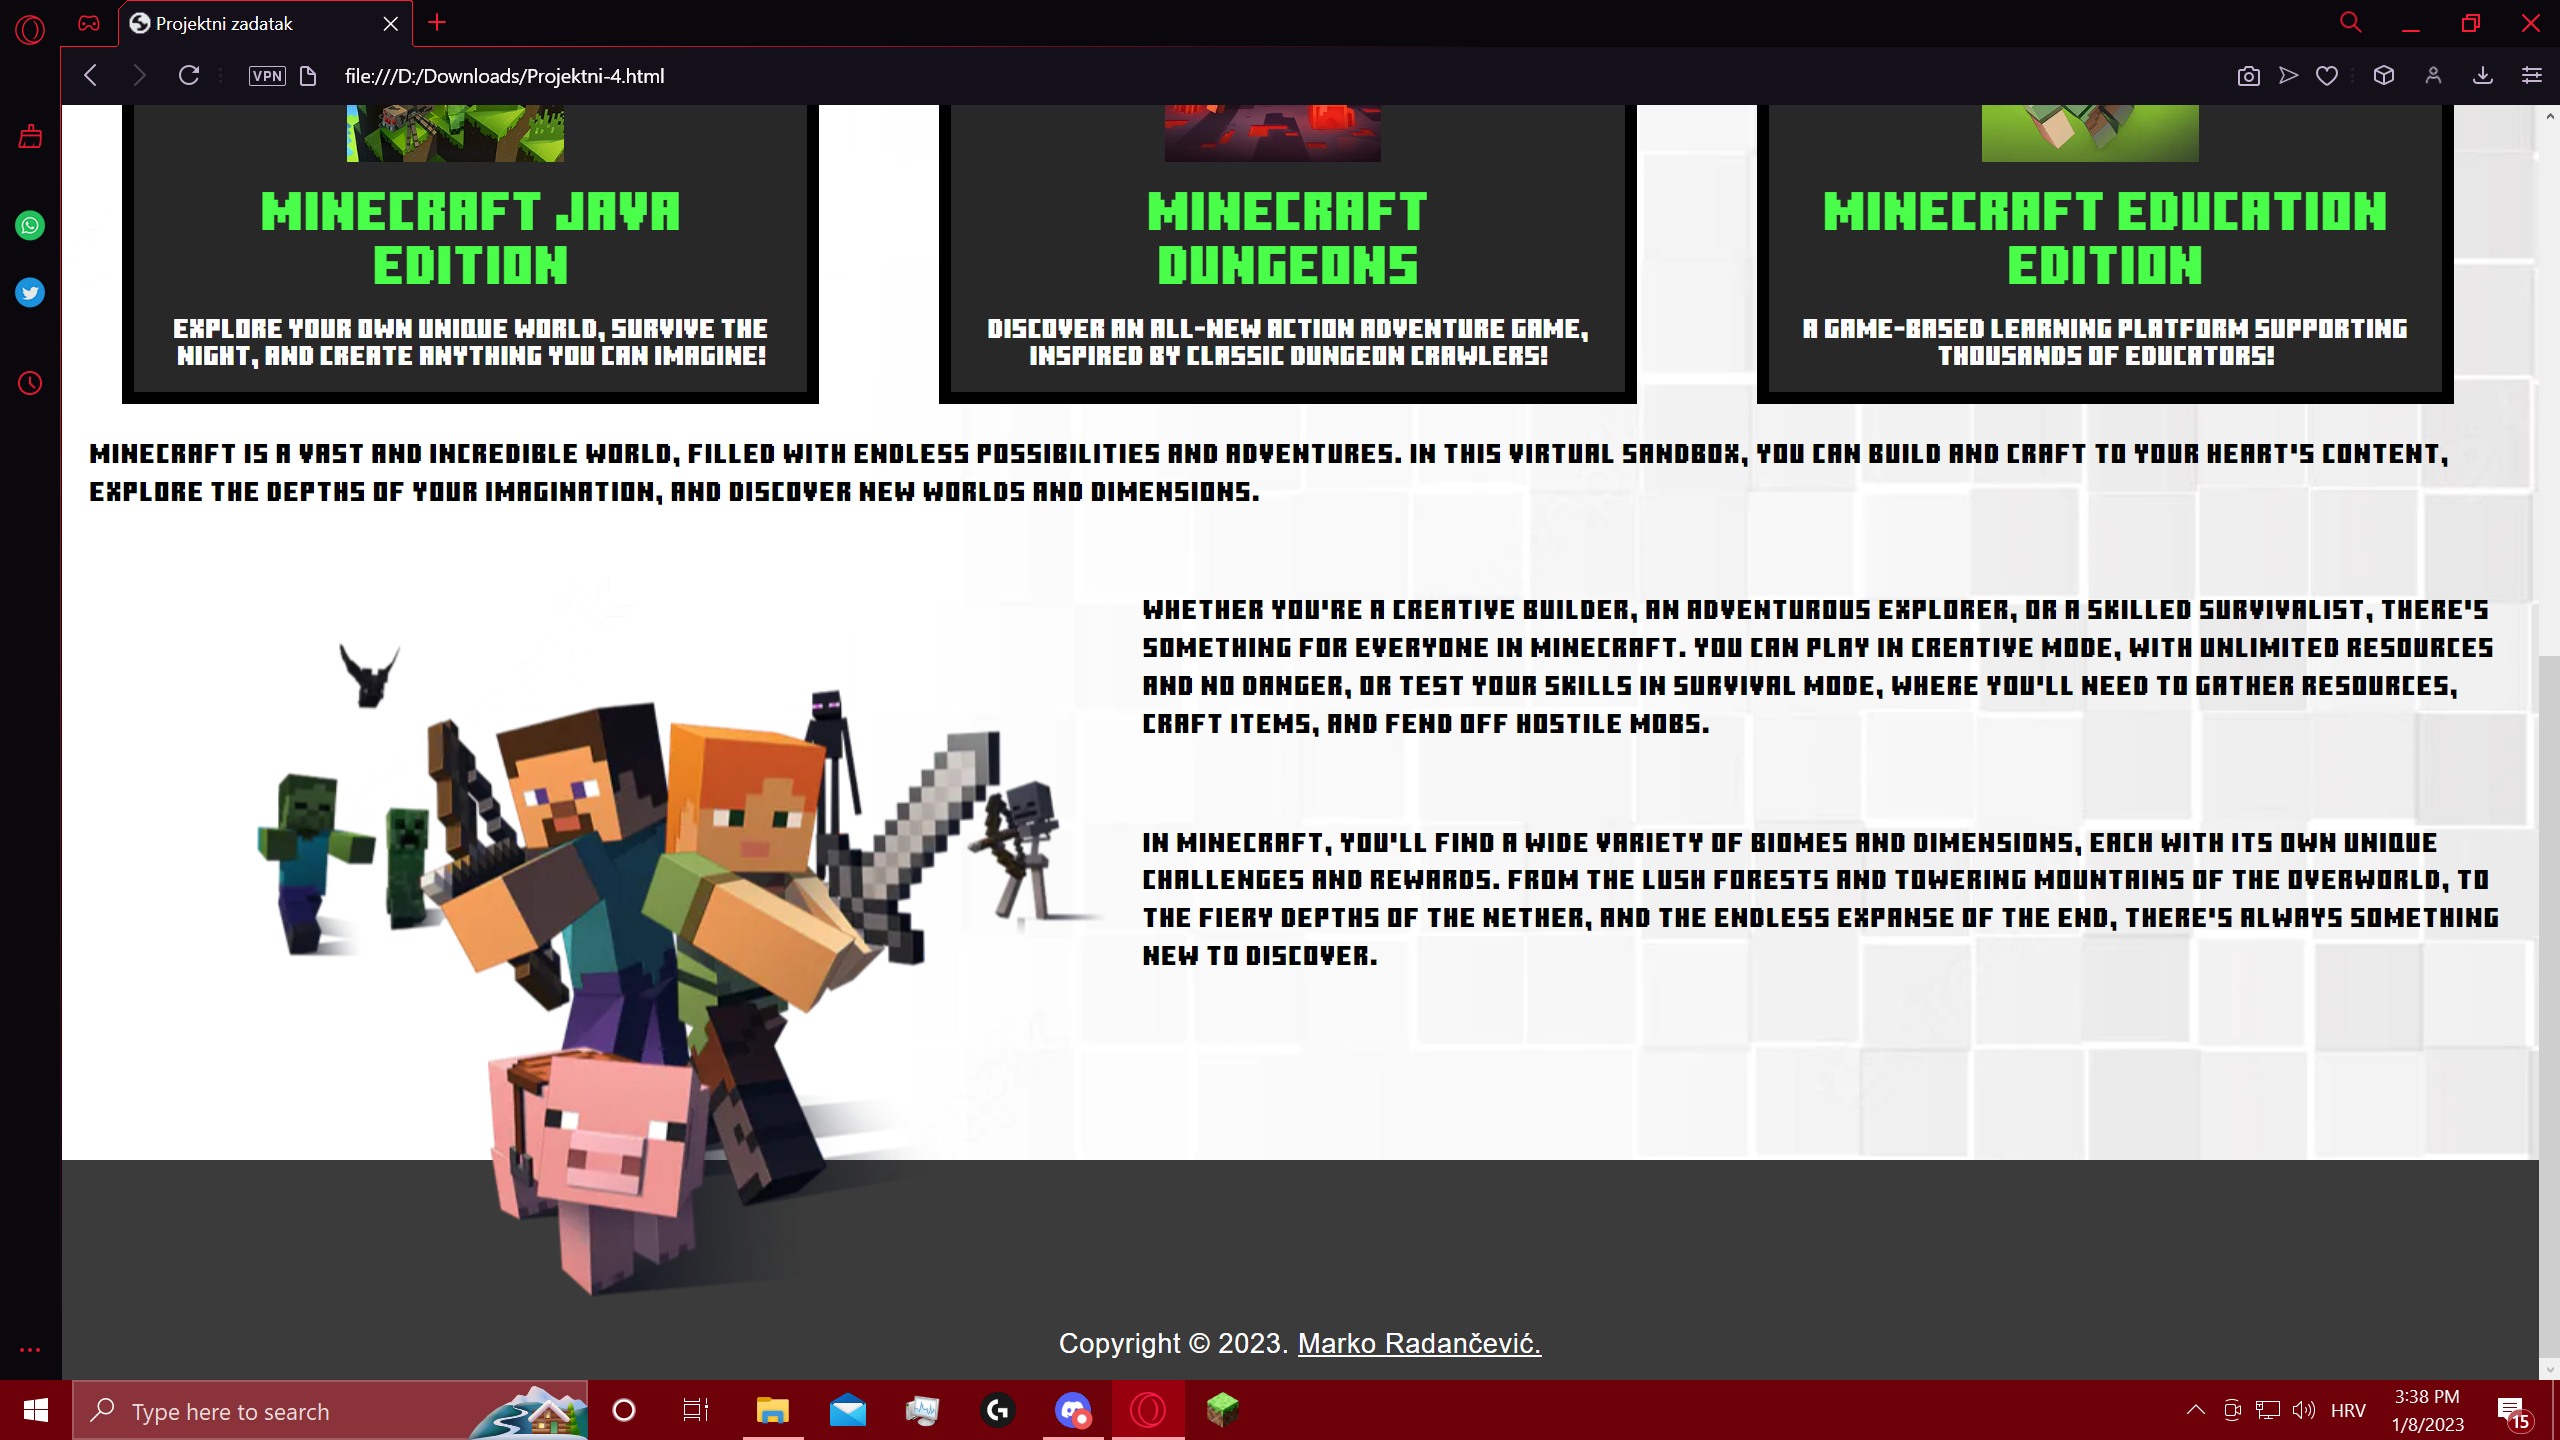 Projektni zadatak
VPN
file:///D:/Downloads/Projektni-4.html
MINECRAFT JAVA
EDITION
EXPLORE YOUR OWN UNIQUE WORLD, SURVIVE THE
NIGHT, AND CREATE ANYTHING YOU CAN IMAGINE!
MINECRAFT
DUNGEONS
DISCOVER AN ALL-NEW ACTION ADVENTURE GAME,
INSPIRED BY CLASSIC DUNGEON CRAWLERS!
MINECRAFT EDUCATION
EDITION
A GAME-BASED LEARNING PLATFORM SUPPORTING
THOUSANDS OF EDUCATORS!
MINECRAFT IS A VAST AND INCREDIBLE WORLD, FILLED WITH ENDLESS POSSIBILITIES AND ADVENTURES. IN THIS VIRTUAL SANDBOX, YOU CAN BUILD AND CRAFT TO YOUR HEART'S CONTENT,
EXPLORE THE DEPTHS OF YOUR IMAGINATION, AND DISCOVER NEW WORLDS AND DIMENSIONS.
WHETHER YOU'RE A CREATIVE BUILDER, AN ADVENTUROUS EXPLORER, OR A SKILLED SURVIVALIST, THERE'S
SOMETHING FOR EVERYONE IN MINECRAFT. YOU CAN PLAY IN CREATIVE MODE, WITH UNLIMITED RESOURCES
AND NO DANGER, OR TEST YOUR SKILLS IN SURVIVAL MODE, WHERE YOU'LL NEED TO GATHER RESOURCES,
CRAFT ITEMS, AND FEND OFF HOSTILE MOBS.
IN MINECRAFT, YOU'LL FIND A WIDE VARIETY OF BIOMES AND DIMENSIONS, EACH WITH ITS OWN UNIQUE
CHALLENGES AND REWARDS. FROM THE LUSH FORESTS AND TOWERING MOUNTAINS OF THE OVERWORLD, TO
THE FIERY DEPTHS OF THE NETHER, AND THE ENDLESS EXPANSE OF THE END, THERE'S ALWAYS SOMETHING
NEW TO DISCOVER.
Copyright © 2023. Marko Radančević.
Type here to search
HRV
3:38 PM
1/8/2023
15